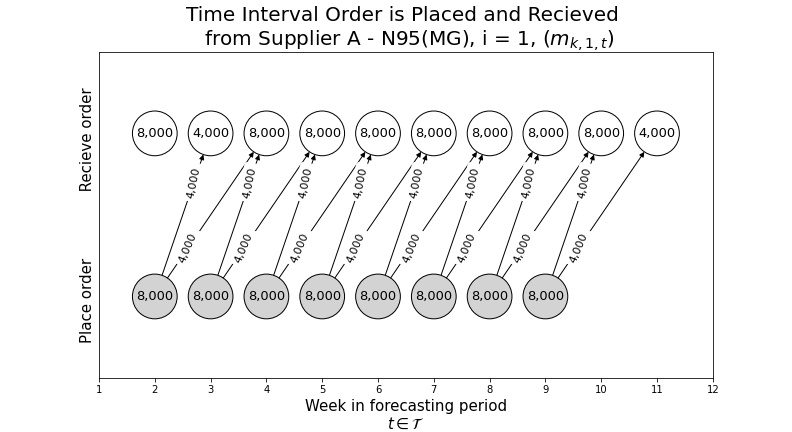 Time Interval Order is Placed and Recieved
from Supplier A - N95(MG), i = 1, (m_{k,1,t})
Recieve order
8,000 4,000 8,000 8,000 8,000 8,000 8,000 8,000 8,000 4,000
4,000 4,000 4,000 4,000 4,000 4,000 4,000 4,000
4,000 4,000 4,000 4,000 4,000 4,000 4,000 4,000
Place order
8,000 8,000 8,000 8,000 8,000 8,000 8,000 8,000
1 2 3 4 5 6 7 8 9 10 11 12
Week in forecasting period
t ∈ 𝒯